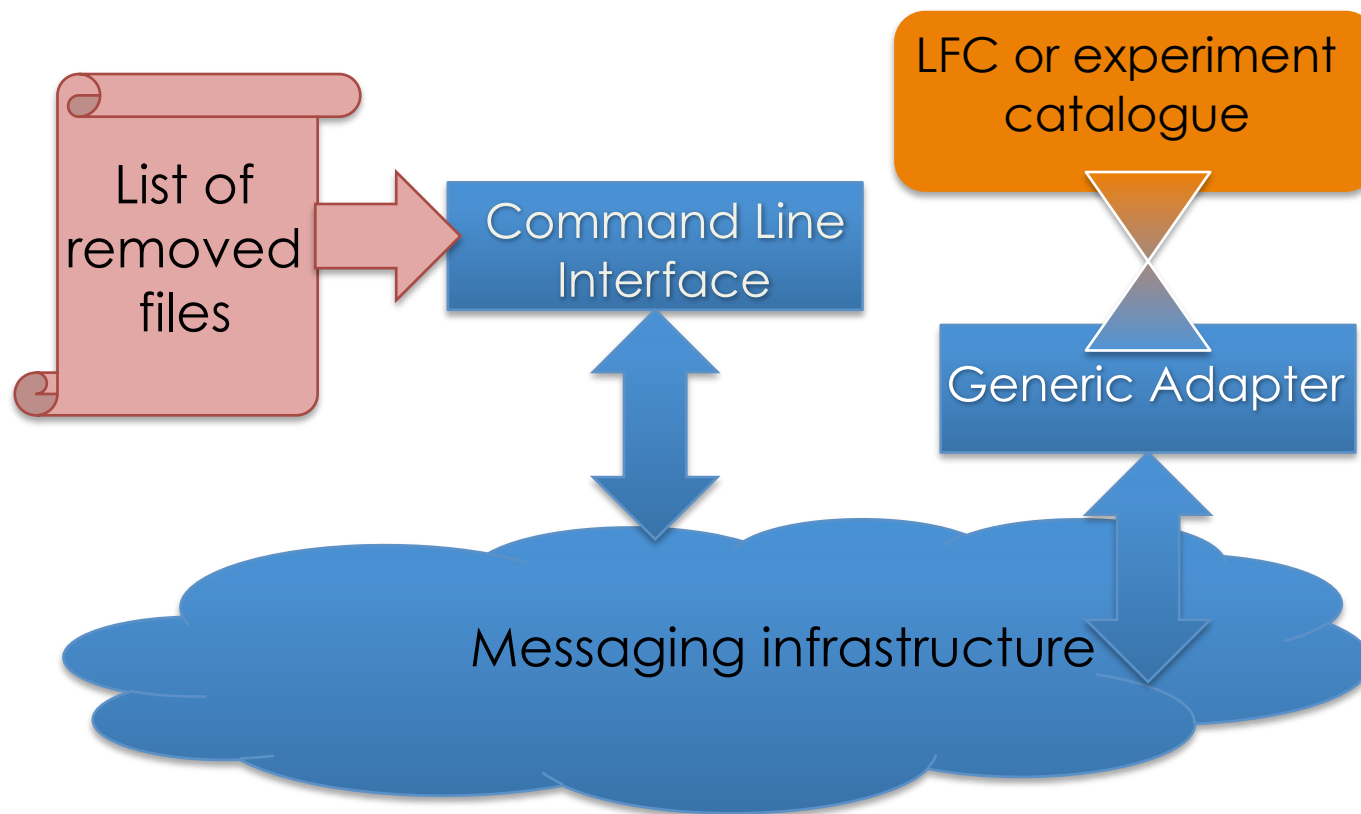 LFC or experiment
catalogue
List of
removed
files
Command Line
Interface
Generic Adapter
Messaging infrastructure